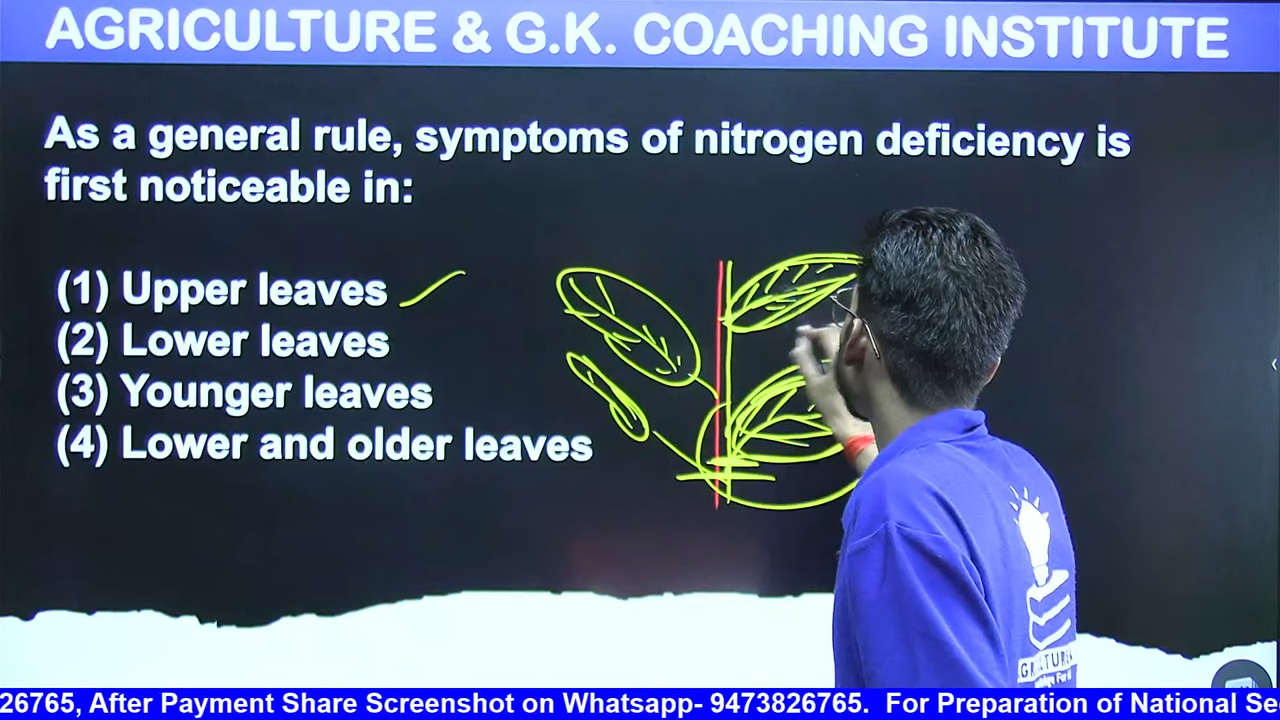 AGRICULTURE & G.K. COACHING INSTITUTE
As a general rule, symptoms of nitrogen deficiency is
first noticeable in:
(1) Upper leaves
(2) Lower leaves
(3) Younger leaves
(4) Lower and older leaves
26765, After Payment Share Screenshot on Whatsapp- 9473826765. For Preparation of National Se